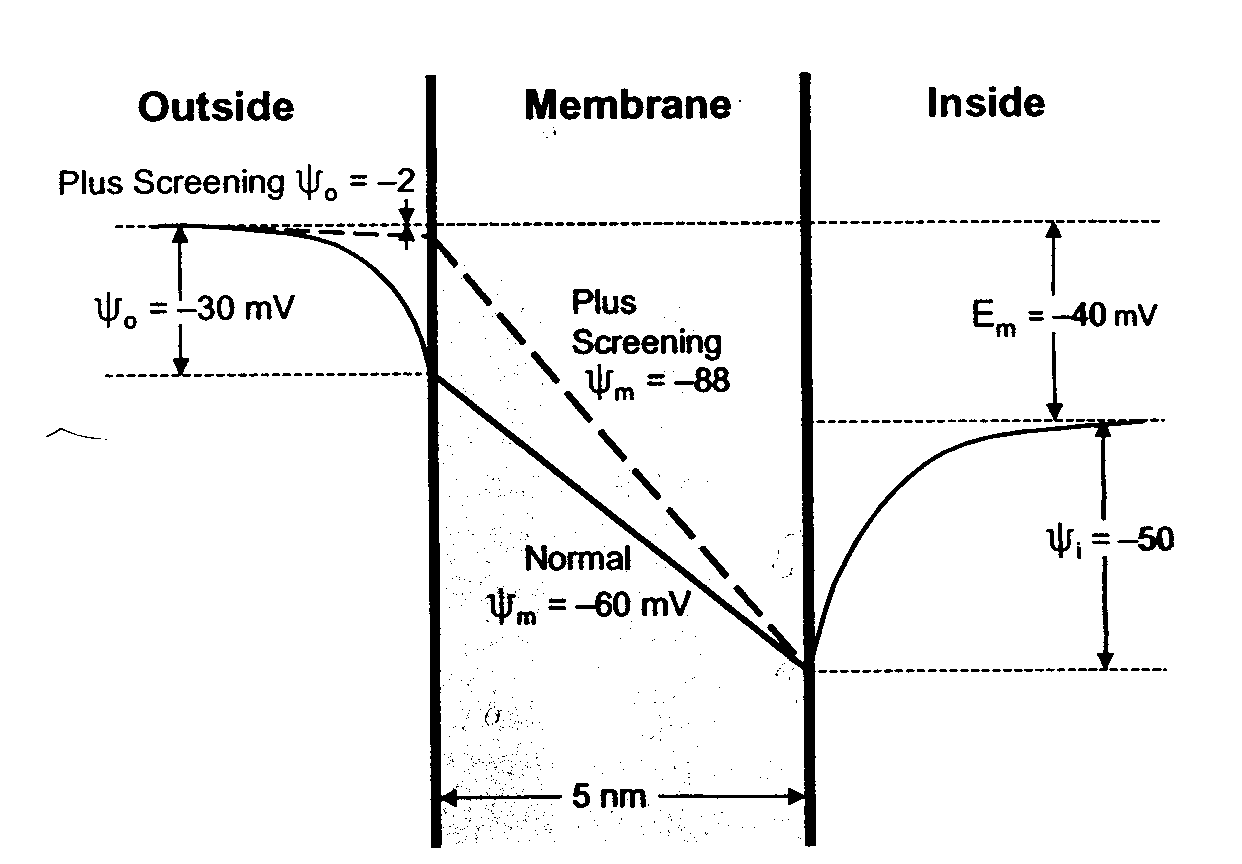 Outside
Membrane
Inside
Plus Screening ψo = –2
ψo = –30 mV
Plus
Screening
ψm = –88
Em = –40 mV
Normal
ψm = –60 mV
ψi = –50
5 nm